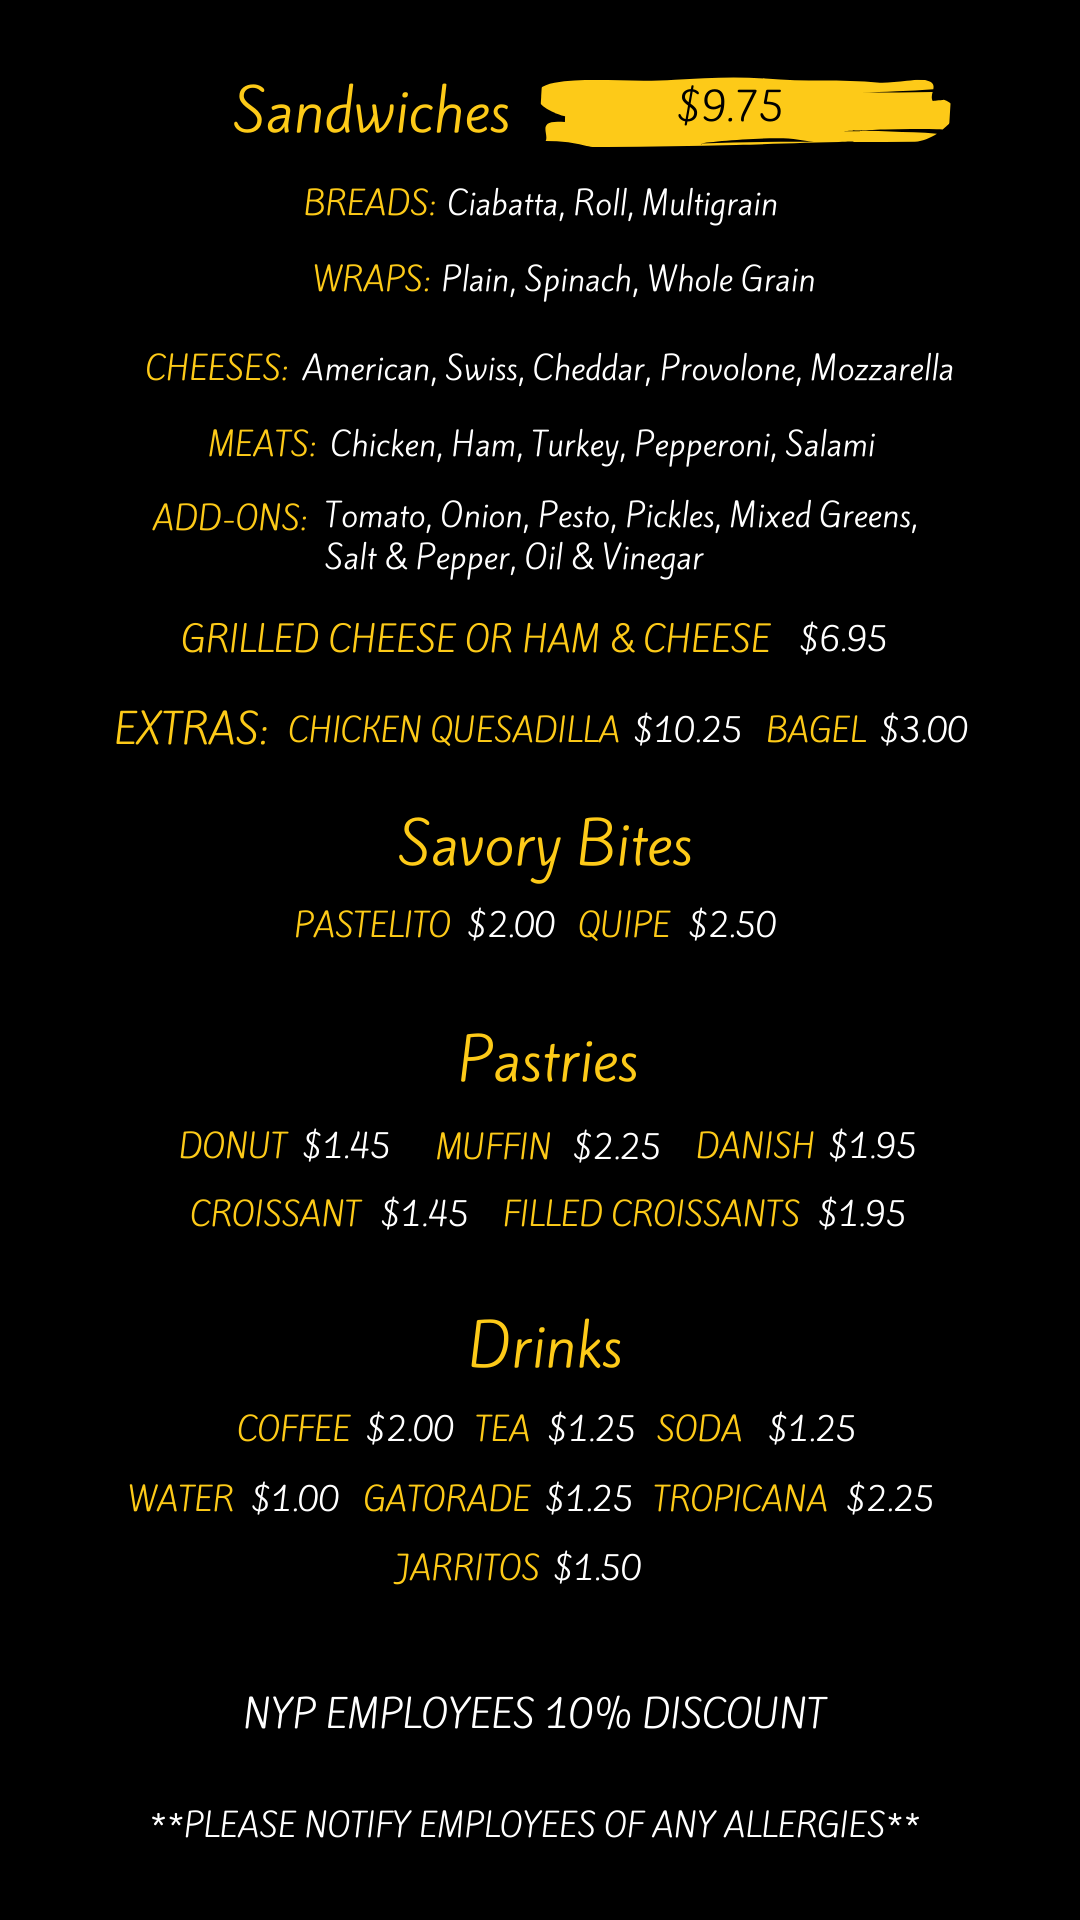 Sandwiches $9.75
BREADS: Ciabatta, Roll, Multigrain
WRAPS: Plain, Spinach, Whole Grain
CHEESES: American, Swiss, Cheddar, Provolone, Mozzarella
MEATS: Chicken, Ham, Turkey, Pepperoni, Salami
ADD-ONS: Tomato, Onion, Pesto, Pickles, Mixed Greens,
Salt & Pepper, Oil & Vinegar
GRILLED CHEESE OR HAM & CHEESE $6.95
EXTRAS: CHICKEN QUESADILLA $10.25 BAGEL $3.00
Savory Bites
PASTELITO $2.00 QUIPE $2.50
Pastries
DONUT $1.45 MUFFIN $2.25 DANISH $1.95
CROISSANT $1.45 FILLED CROISSANTS $1.95
Drinks
COFFEE $2.00 TEA $1.25 SODA $1.25
WATER $1.00 GATORADE $1.25 TROPICANA $2.25
JARRITOS $1.50
NYP EMPLOYEES 10% DISCOUNT
**PLEASE NOTIFY EMPLOYEES OF ANY ALLERGIES**